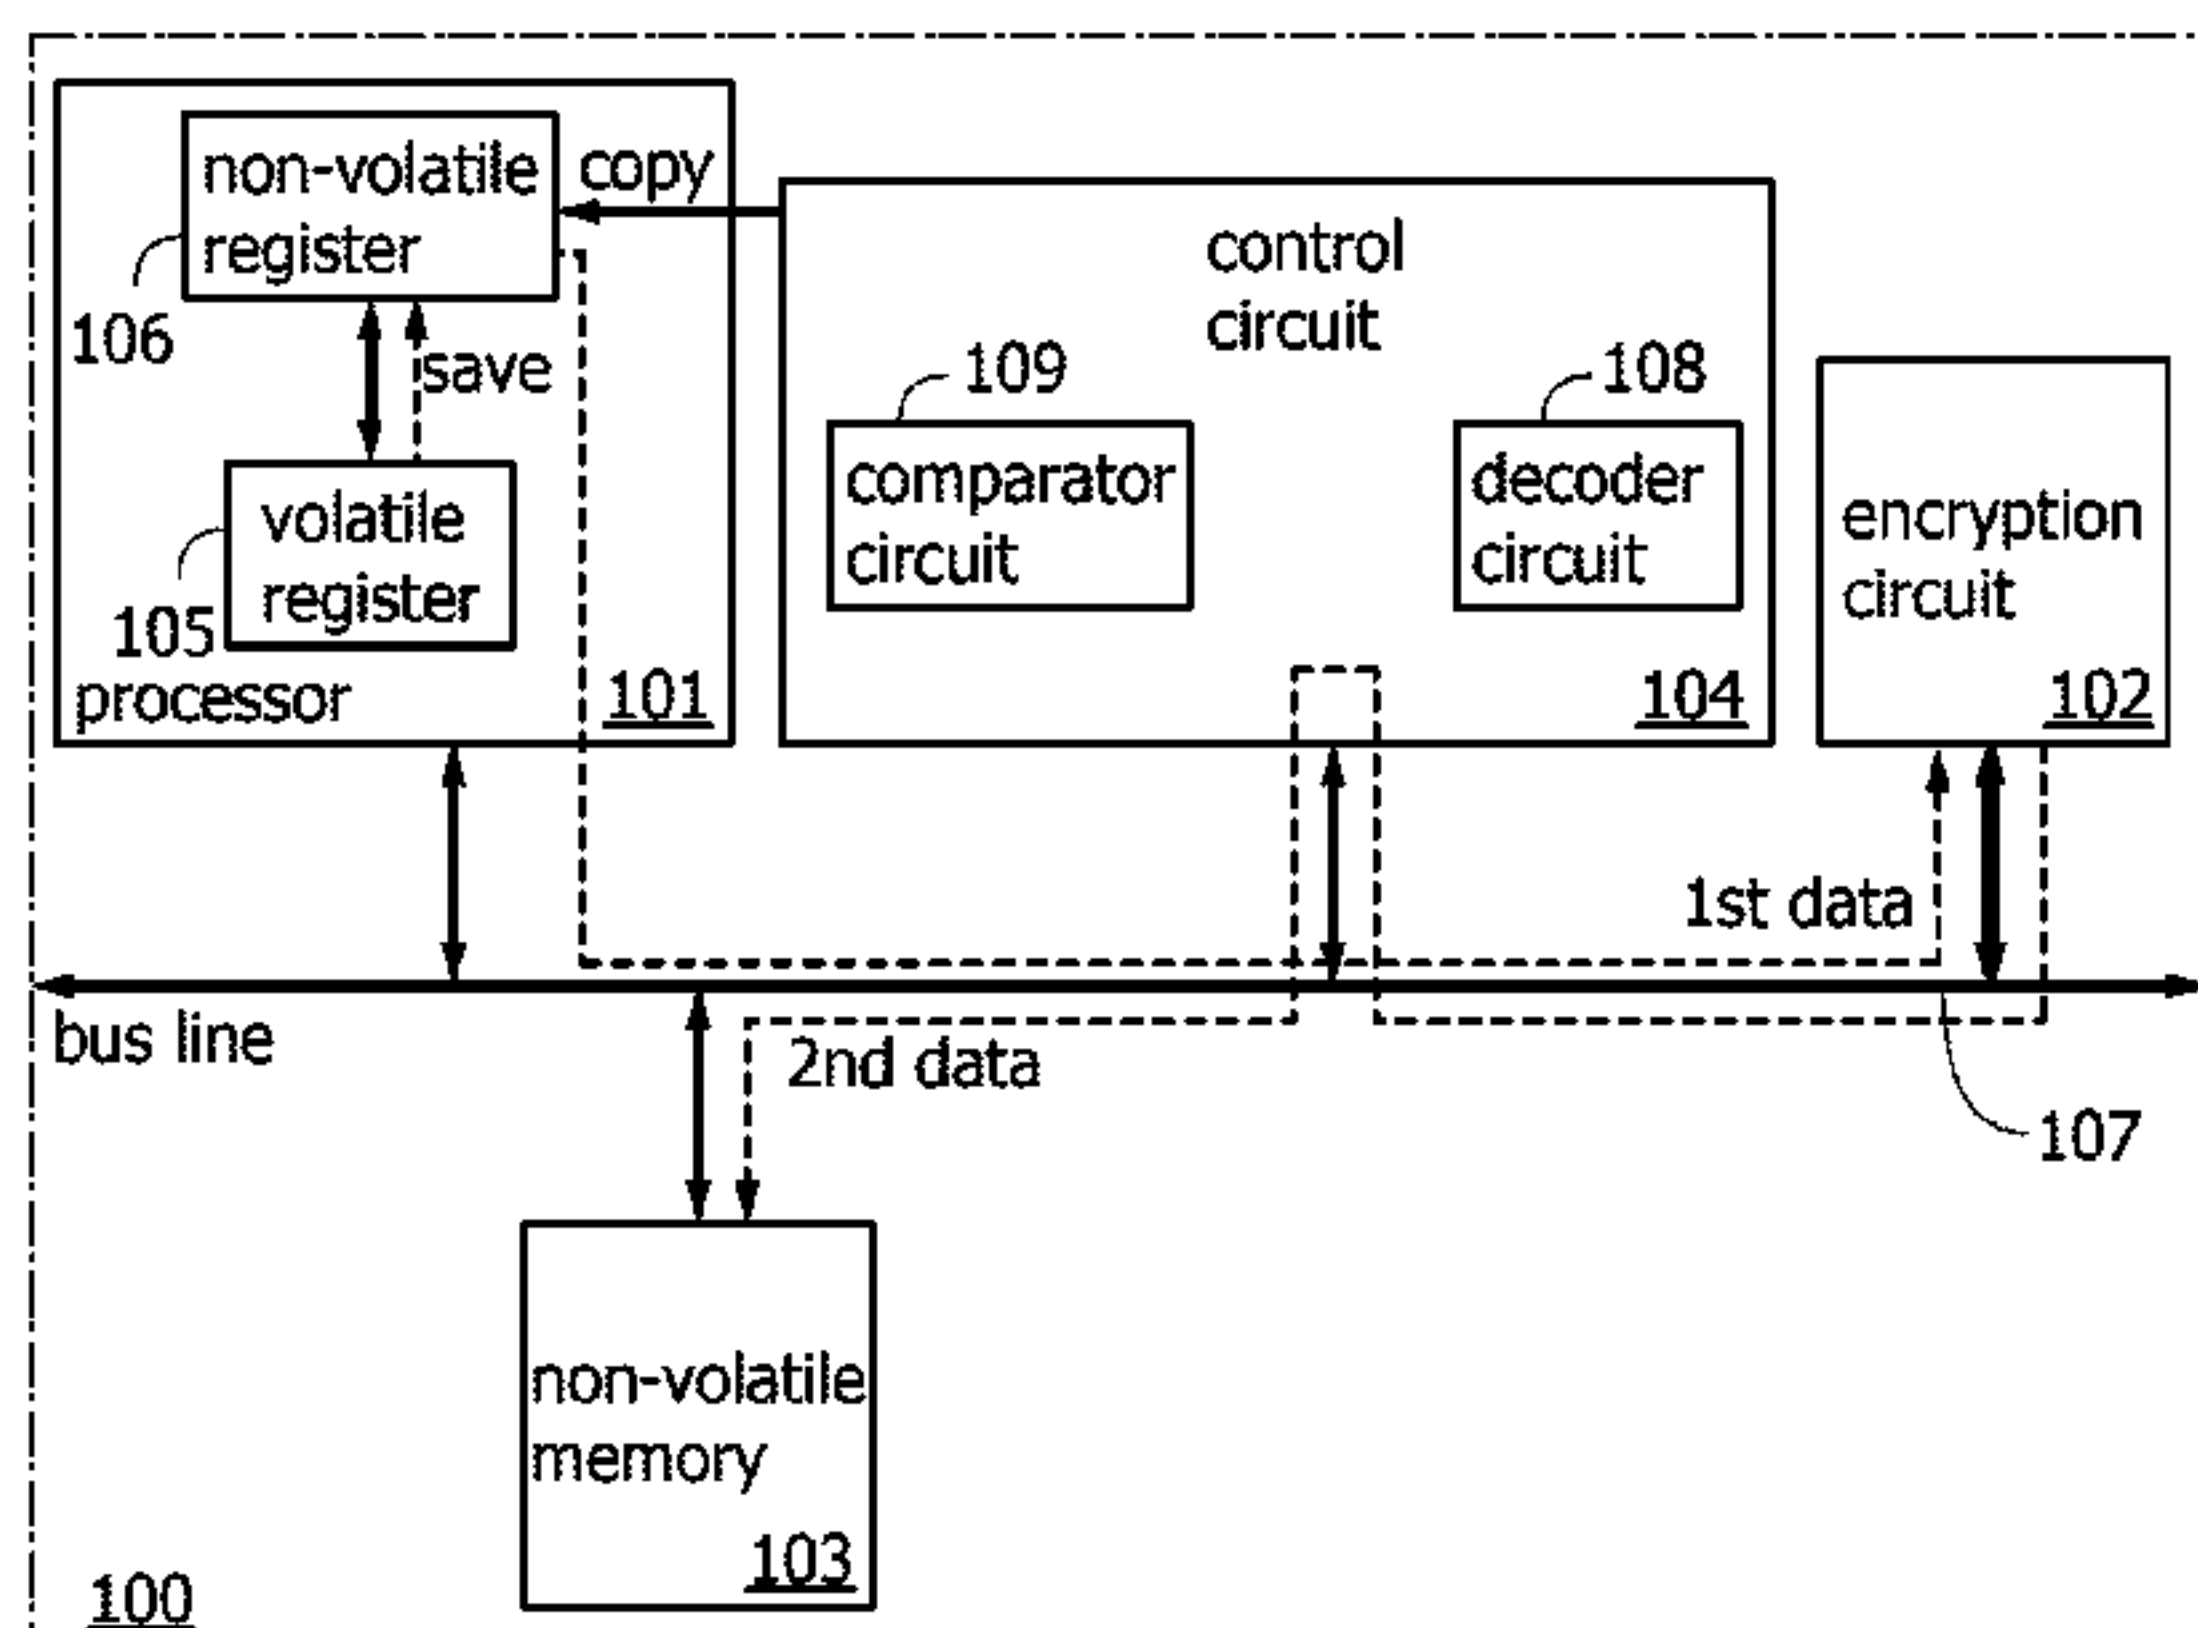 non-volatile
register
copy
106
save
volatile
register
105
processor
101
control
circuit
109
108
comparator
circuit
decoder
circuit
104
encryption
circuit
102
1st data
bus line
2nd data
107
non-volatile
memory
103
100